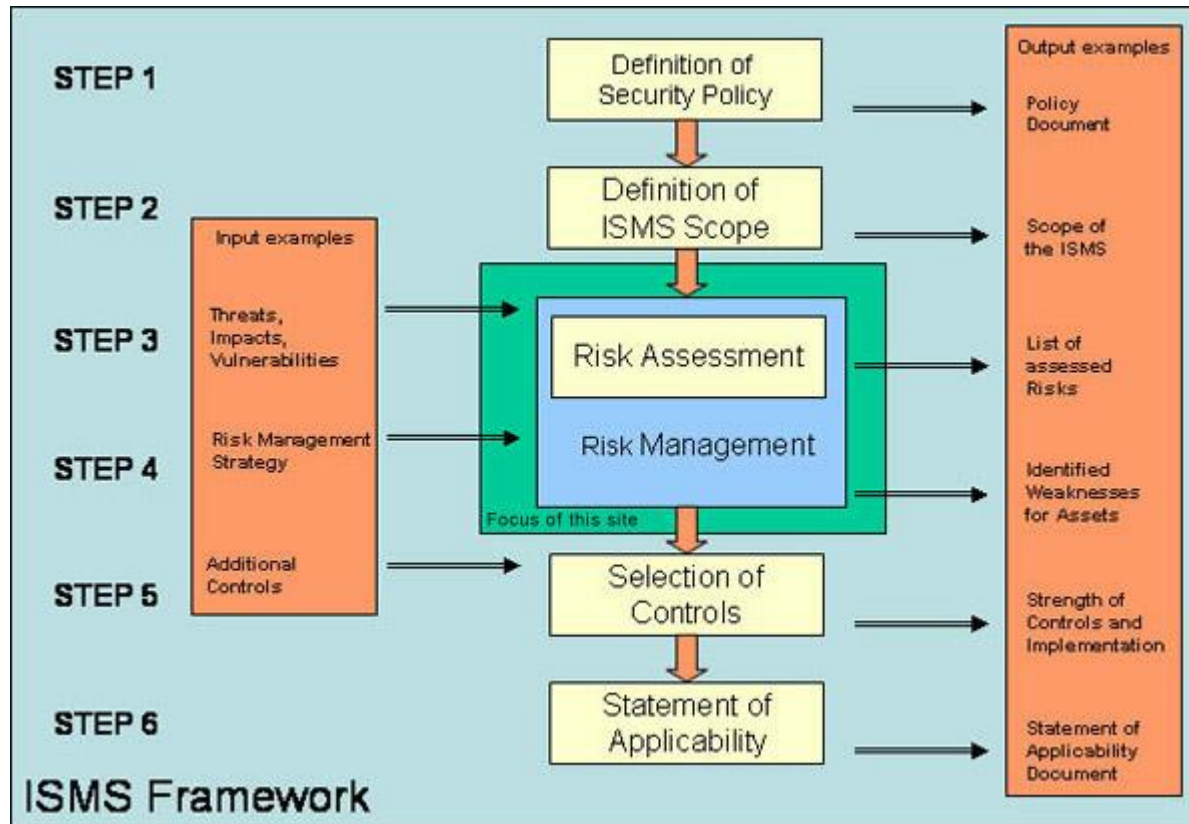 STEP 1
Definition of
Security Policy
Output examples
Policy
Document
STEP 2
Definition of
ISMS Scope
Scope of
the ISMS
Input examples
STEP 3
Threats,
Impacts,
Vulnerabilities
Risk Assessment
List of
assessed
Risks
STEP 4
Risk Management
Strategy
Risk Management
Identified
Weaknesses
for Assets
Focus of this site
STEP 5
Additional
Controls
Selection of
Controls
Strength of
Controls and
Implementation
STEP 6
Statement of
Applicability
Statement of
Applicability
Document
ISMS Framework